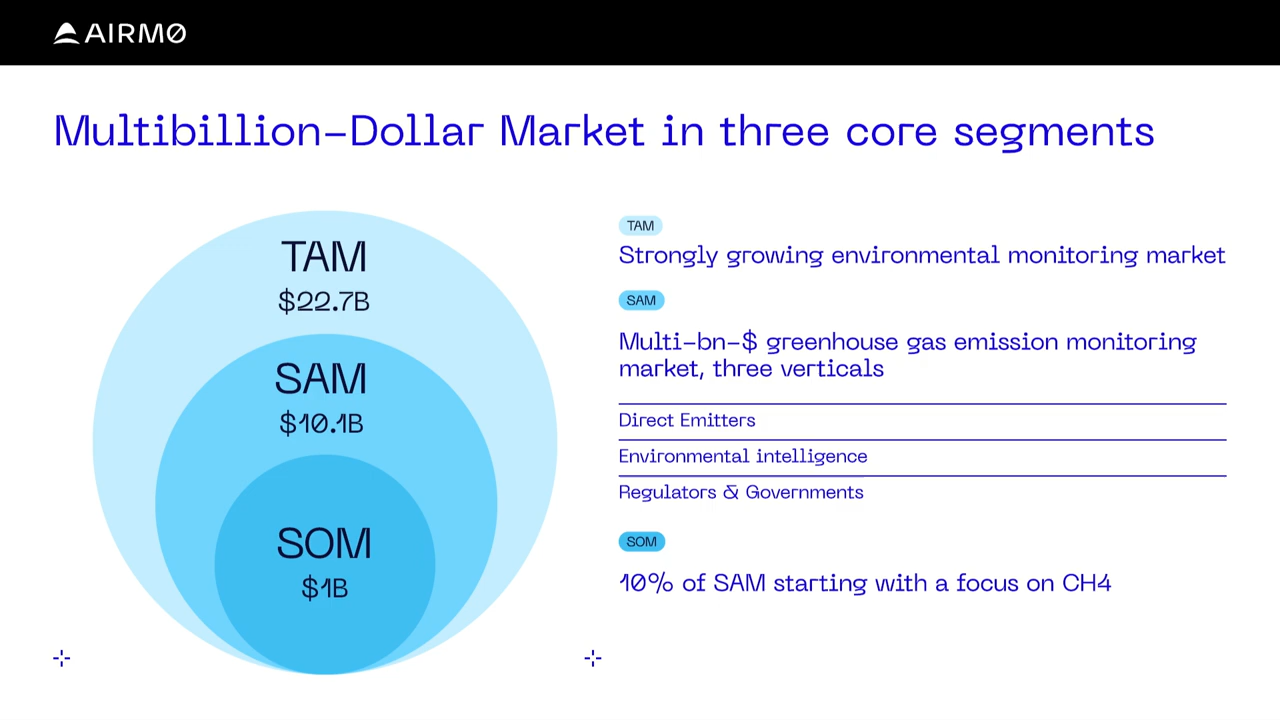 AIRMØ
Multibillion-Dollar Market in three core segments
TAM
$22.7B
SAM
$10.1B
SOM
$1B
TAM
Strongly growing environmental monitoring market
SAM
Multi-bn-$ greenhouse gas emission monitoring
market, three verticals
Direct Emitters
Environmental intelligence
Regulators & Governments
SOM
10% of SAM starting with a focus on CH4